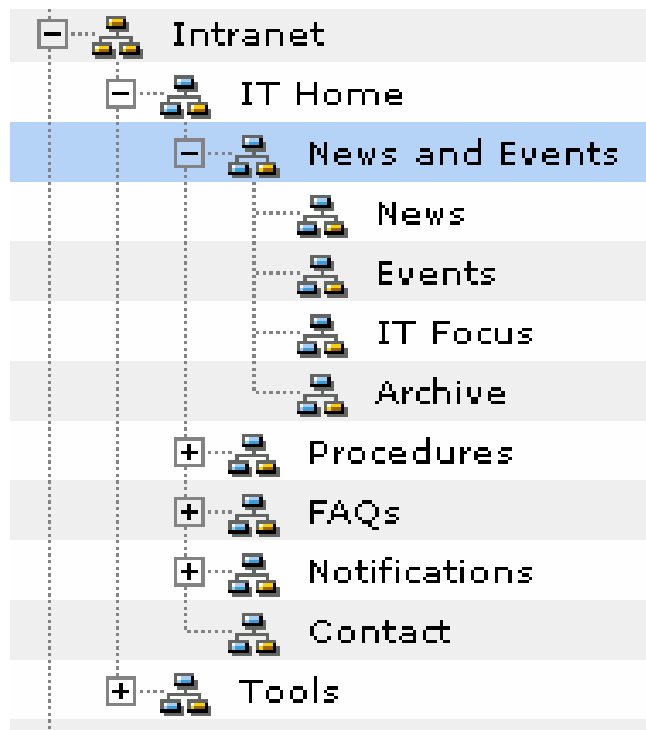 Intranet
IT Home
News and Events
News
Events
IT Focus
Archive
Procedures
FAQs
Notifications
Contact
Tools